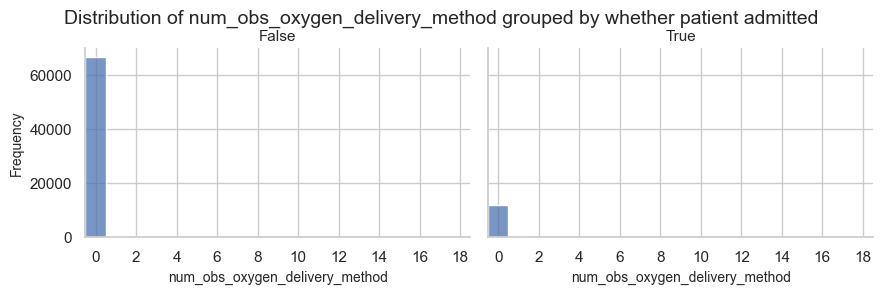 Distribution of num_obs_oxygen_delivery_method grouped by whether patient admitted
False
True
Frequency
60000
40000
20000
0
0 2 4 6 8 10 12 14 16 18
0 2 4 6 8 10 12 14 16 18
num_obs_oxygen_delivery_method
num_obs_oxygen_delivery_method